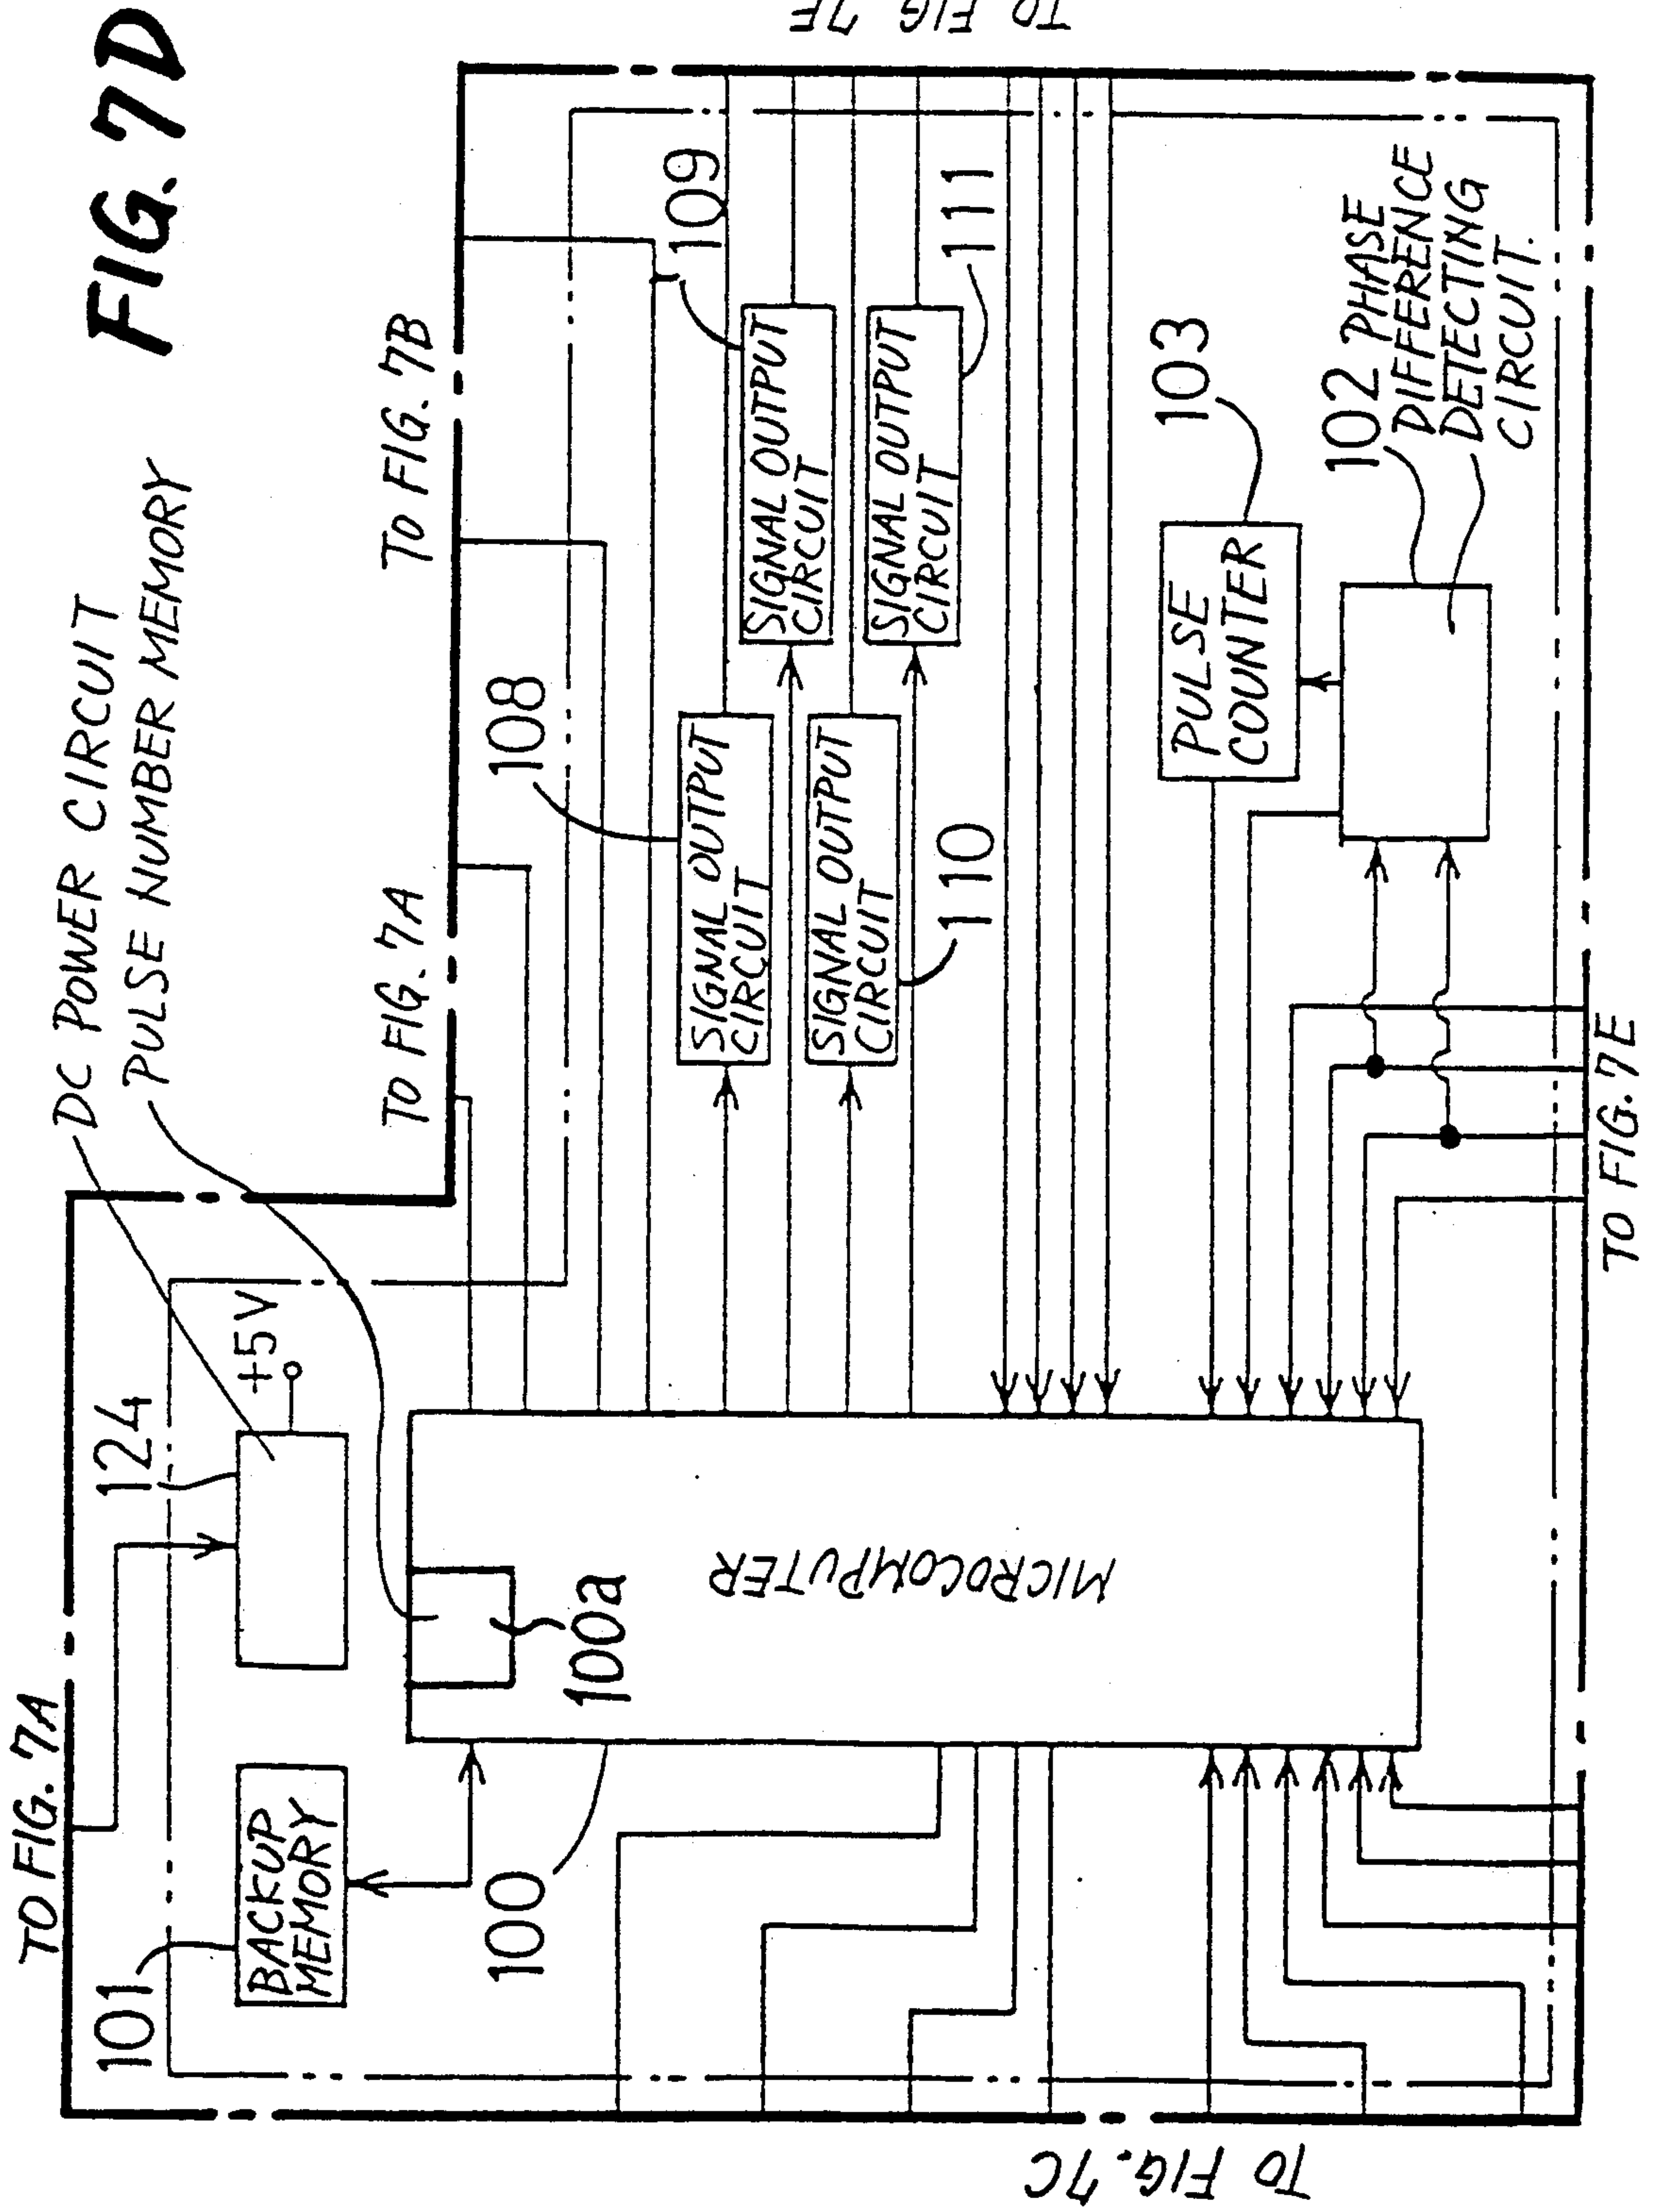 FIG. 7D
TO FIG. 7A
DC POWER CIRCUIT
PULSE NUMBER MEMORY
TO FIG. 7A
TO FIG. 7B
101
124
+5V
BACKUP
MEMORY
100
100a
MICROCOMPUTER
108
109
SIGNAL OUTPUT
CIRCUIT
SIGNAL OUTPUT
CIRCUIT
SIGNAL OUTPUT
CIRCUIT
SIGNAL OUTPUT
CIRCUIT
110
111
103
PULSE
COUNTER
102 PHASE
DIFFERENCE
DETECTING
CIRCUIT.
TO FIG. 7C
TO FIG. 7E
TO FIG. 7E